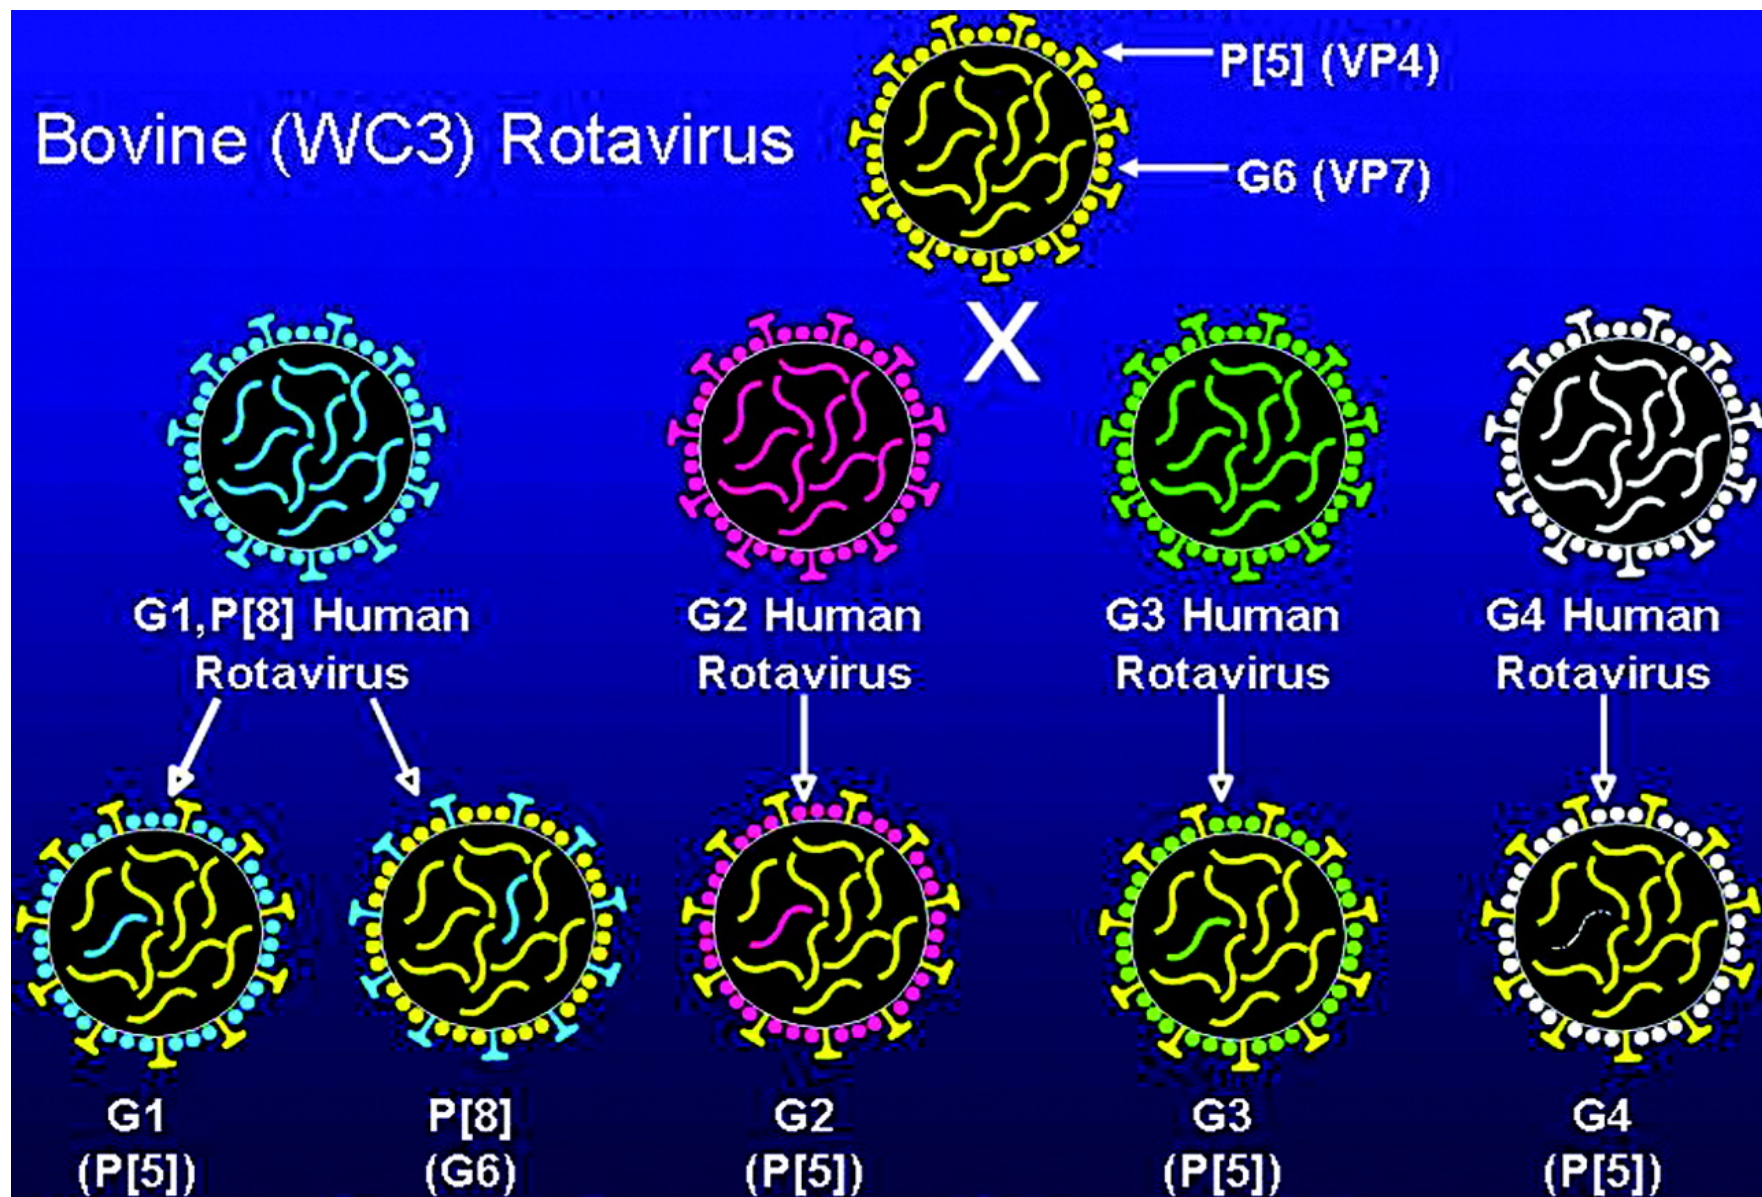 P[5] (VP4)
Bovine (WC3) Rotavirus
G6 (VP7)
X
G1,P[8] Human
Rotavirus
G2 Human
Rotavirus
G3 Human
Rotavirus
G4 Human
Rotavirus
G1
(P[5])
P[8]
(G6)
G2
(P[5])
G3
(P[5])
G4
(P[5])